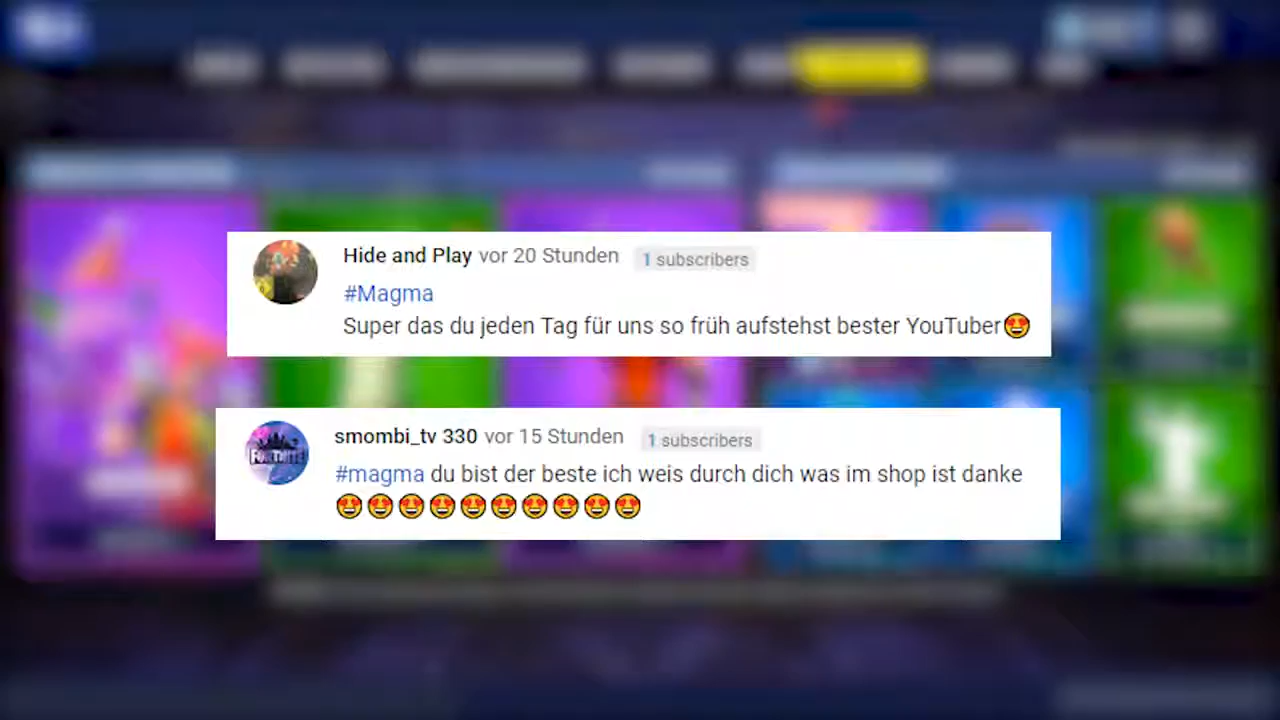 Hide and Play vor 20 Stunden 1 subscribers
#Magma
Super das du jeden Tag für uns so früh aufstehst bester YouTuber😍
smombi_tv 330 vor 15 Stunden 1 subscribers
#magma du bist der beste ich weis durch dich was im shop ist danke
😍😍😍😍😍😍😍😍😍😍